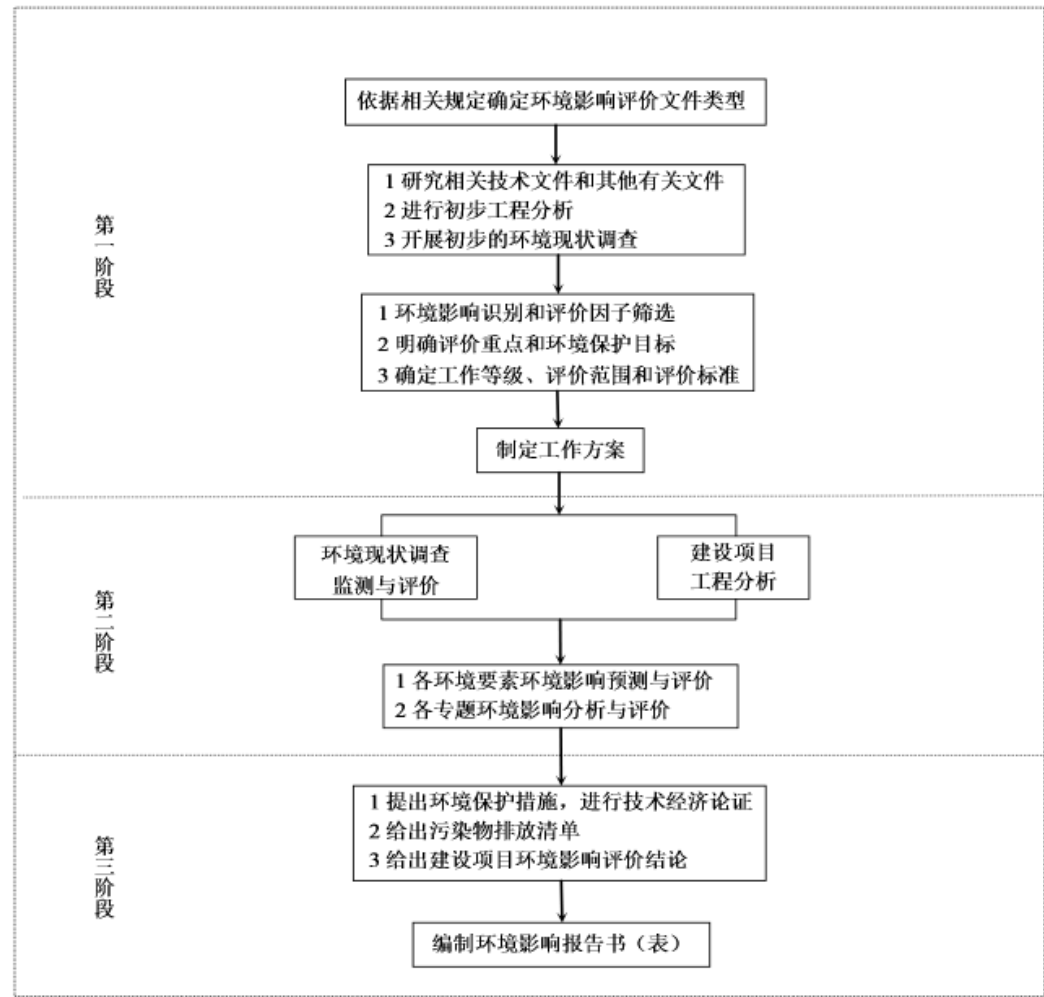 依据相关规定确定环境影响评价文件类型
1 研究相关技术文件和其他有关文件
2 进行初步工程分析
3 开展初步的环境现状调查
第一阶段
1 环境影响识别和评价因子筛选
2 明确评价重点和环境保护目标
3 确定工作等级、评价范围和评价标准
制定工作方案
环境现状调查
监测与评价
建设项目
工程分析
第二阶段
1 各环境要素环境影响预测与评价
2 各专题环境影响分析与评价
1 提出环境保护措施，进行技术经济论证
2 给出污染物排放清单
3 给出建设项目环境影响评价结论
第三阶段
编制环境影响报告书（表）